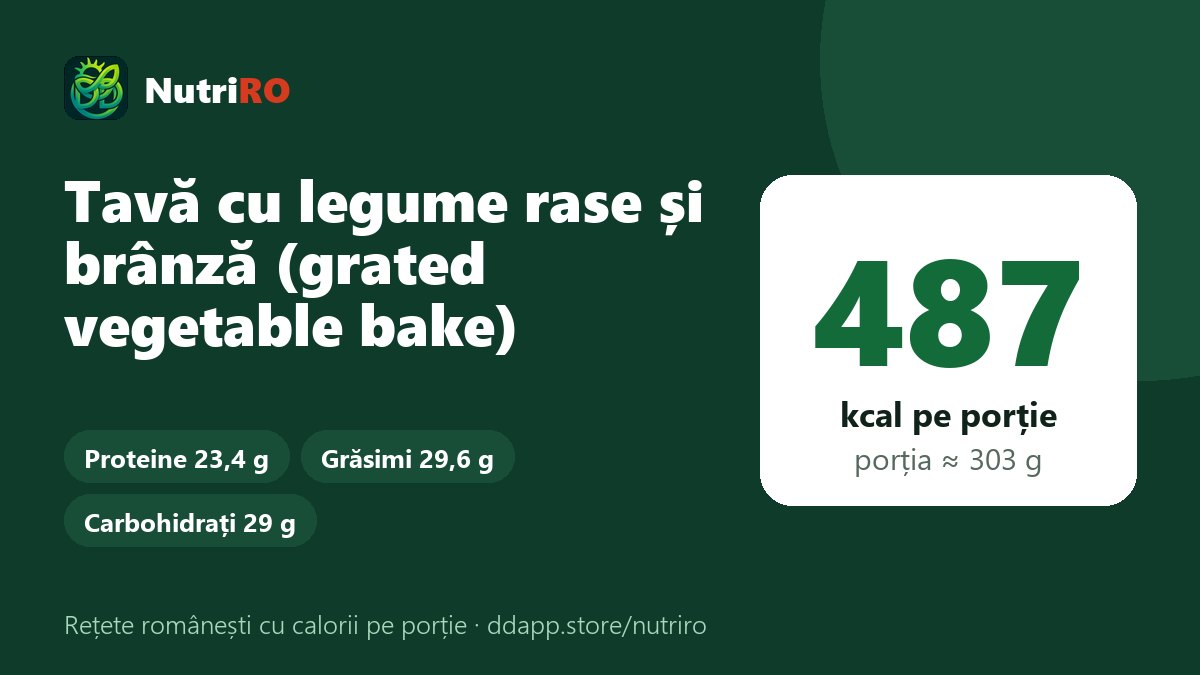 NutriRO
Tavă cu legume rase și
brânză (grated
vegetable bake)
Proteine 23,4 g
Grăsimi 29,6 g
Carbohidrați 29 g
487
kcal pe porție
porția ≈ 303 g
Rețete românești cu calorii pe porție · ddapp.store/nutriro